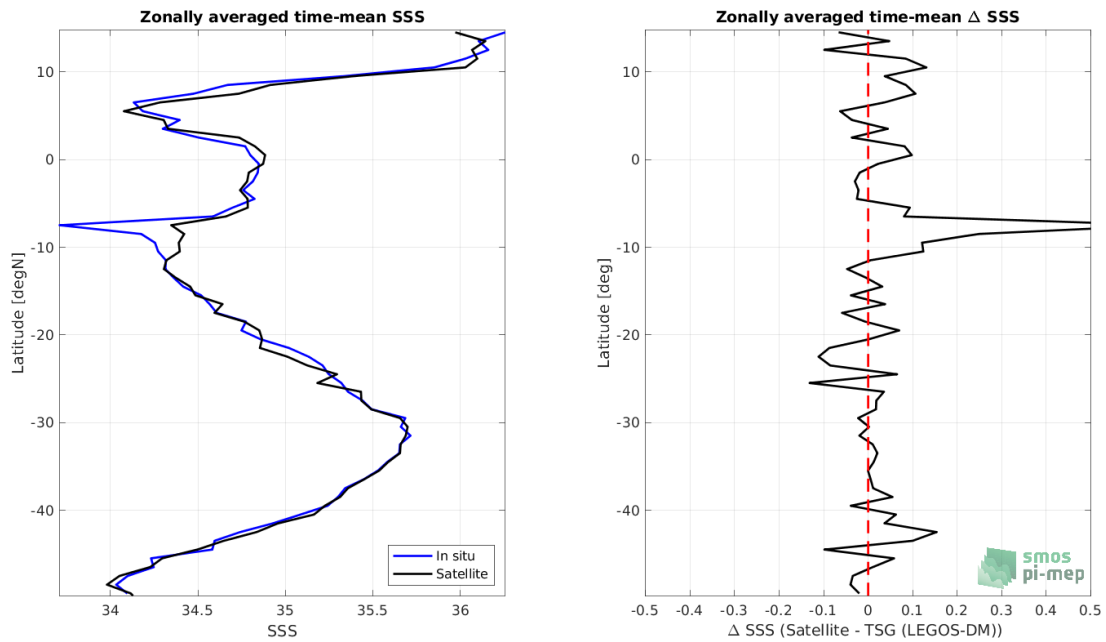 Zonally averaged time-mean SSS
10
0
-10
-20
-30
-40
Latitude [degN]
34
34.5
35
35.5
36
SSS
In situ
Satellite
Zonally averaged time-mean Δ SSS
10
0
-10
-20
-30
-40
Latitude [deg]
-0.5
-0.4
-0.3
-0.2
-0.1
0
0.1
0.2
0.3
0.4
0.5
Δ SSS (Satellite - TSG (LEGOS-DM))
smos
pi-mep